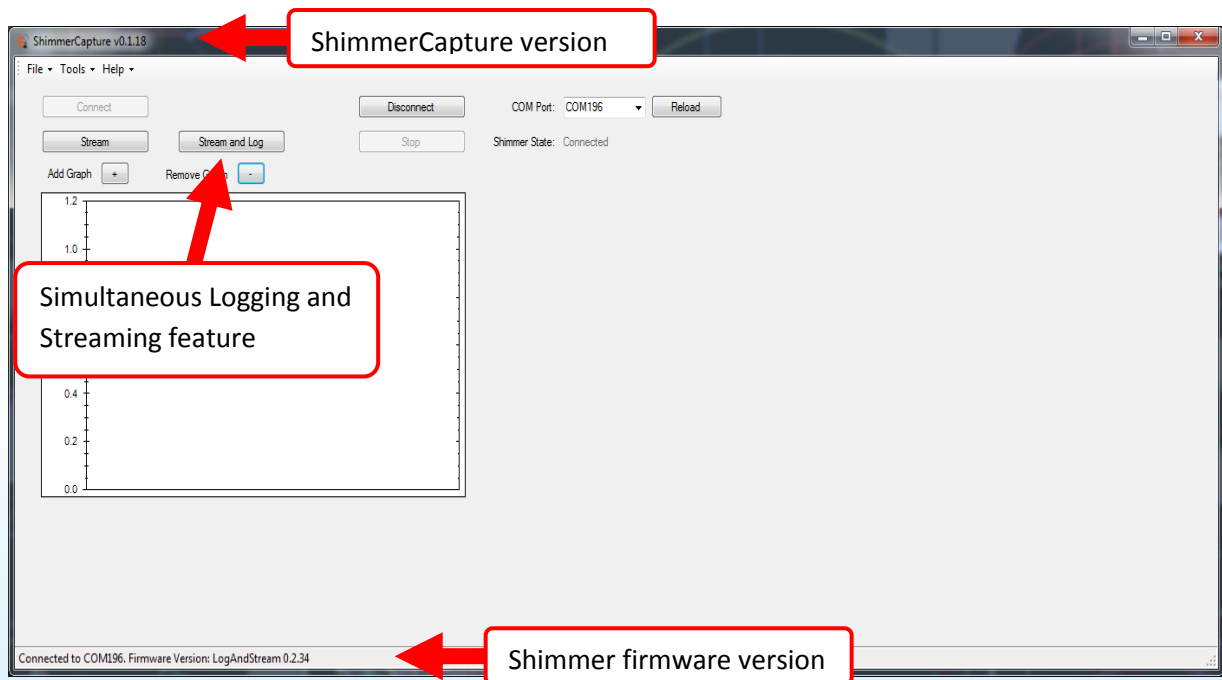 ShimmerCapture v0.1.18
ShimmerCapture version
File Tools Help
Connect
Disconnect
COM Port: COM196
Reload
Stream
Stream and Log
Stop
Shimmer State: Connected
Add Graph +
Remove -
1.2
1.0
Simultaneous Logging and
Streaming feature
0.4
0.2
0.0
Connected to COM196. Firmware Version: LogAndStream 0.2.34
Shimmer firmware version